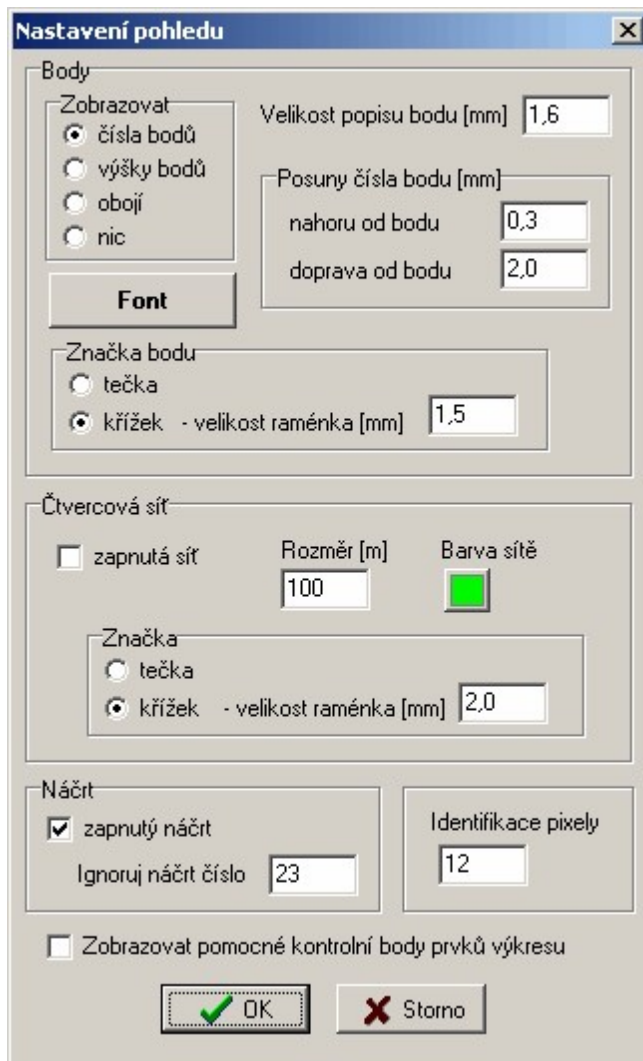 Nastavení pohledu
Body
Zobrazovat
čísla bodů
výšky bodů
obojí
nic
Velikost popisu bodu [mm] 1,6
Posuny čísla bodu [mm]
nahoru od bodu 0,3
doprava od bodu 2,0
Font
Značka bodu
tečka
křížek - velikost raménka [mm] 1,5
Čtvercová síť
zapnutá síť
Rozměr [m]
100
Barva sítě
Značka
tečka
křížek - velikost raménka [mm] 2,0
Náčrt
zapnutý náčrt
Ignoruj náčrt číslo 23
Identifikace pixely
12
Zobrazovat pomocné kontrolní body prvků výkresu
OK
Storno